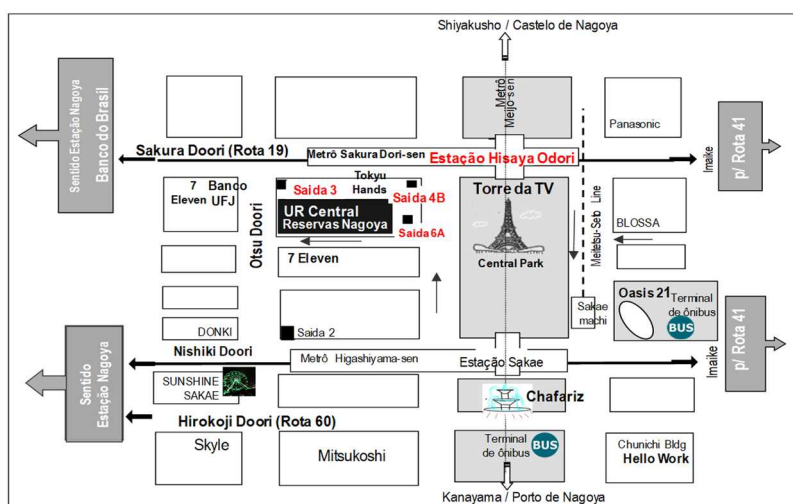 Shiyakusho / Castelo de Nagoya
Sentido Estação Nagoya
Banco do Brasil
Metrô
Meijo-sen
Panasonic
Imaike
p/ Rota 41
Sakura Doori (Rota 19)
Metrô Sakura Dori-sen
Estação Hisaya Odori
7
Eleven
Banco
UFJ
Otsu Doori
Saida 3
Tokyu
Hands
Saida 4B
UR Central
Reservas Nagoya
Saida 6A
Torre da TV
Central Park
Meitetsu-Seto Line
BLOSSA
7 Eleven
Oasis 21
Terminal
de ônibus
BUS
Sakae
machi
DONKI
Saida 2
Nishiki Doori
Metrô Higashiyama-sen
Estação Sakae
Imaike
p/ Rota 41
Sentido
Estação Nagoya
SUNSHINE
SAKAE
Chafariz
Hirokoji Doori (Rota 60)
Skyle
Mitsukoshi
Terminal
de ônibus
BUS
Chunichi Bldg
Hello Work
Kanayama / Porto de Nagoya